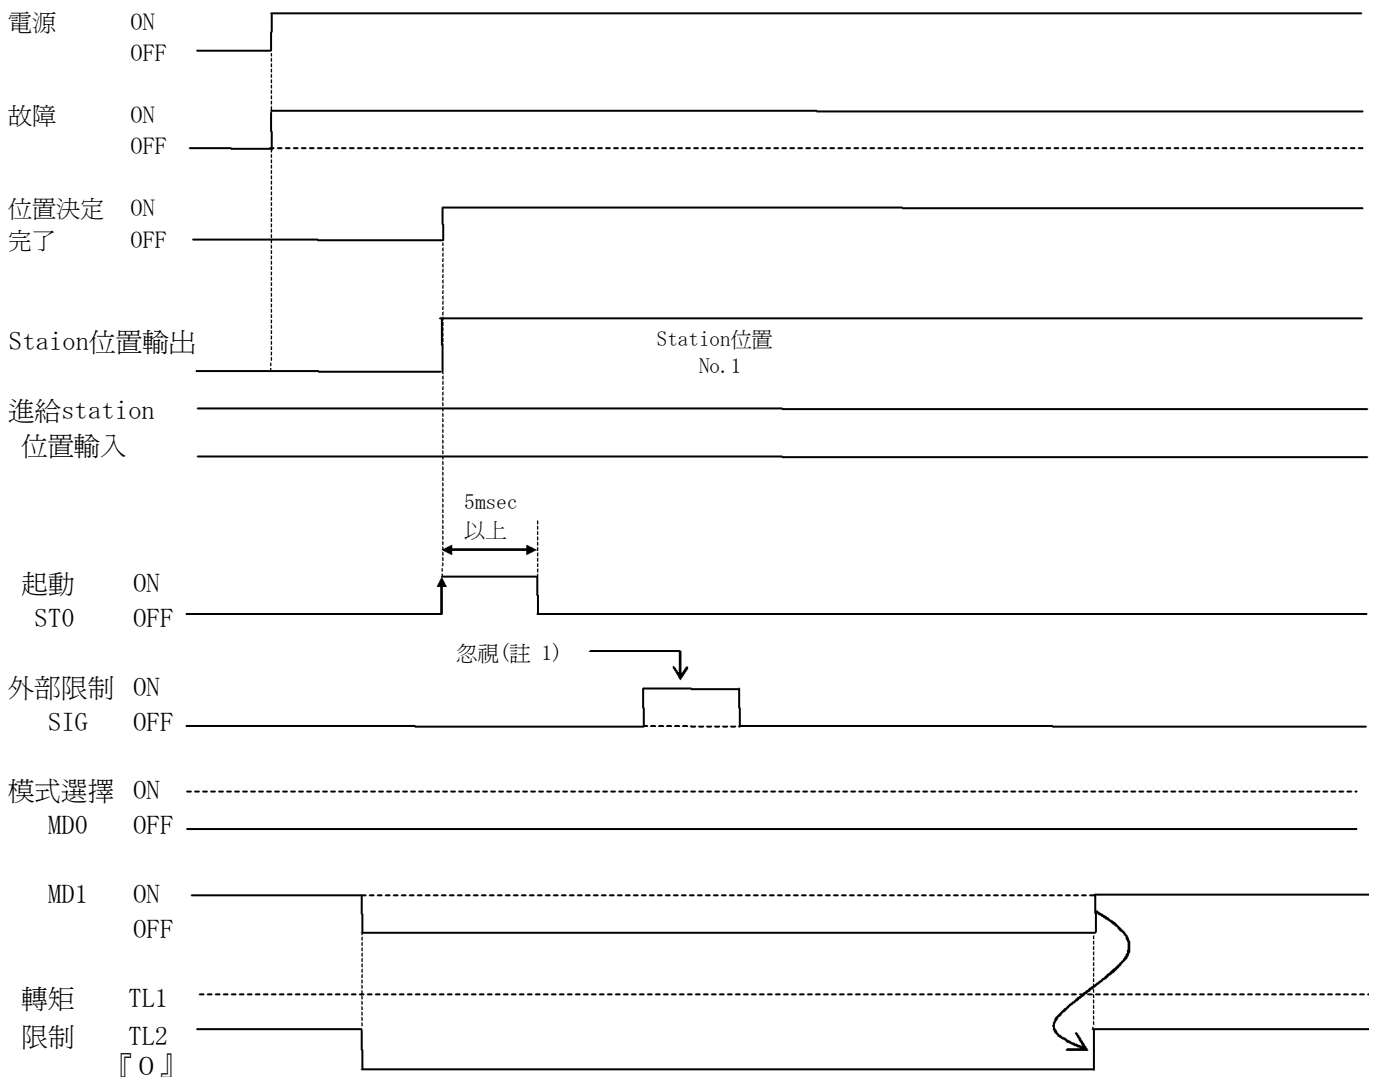 電源 ON
OFF
故障 ON
OFF
位置決定 ON
完了 OFF
Staion位置輸出
Station位置
No.1
進給station
位置輸入
5msec
以上
起動 ON
ST0 OFF
忽視(註 1)
外部限制 ON
SIG OFF
模式選擇 ON
MD0 OFF
MD1 ON
OFF
轉矩 TL1
限制 TL2
『O』